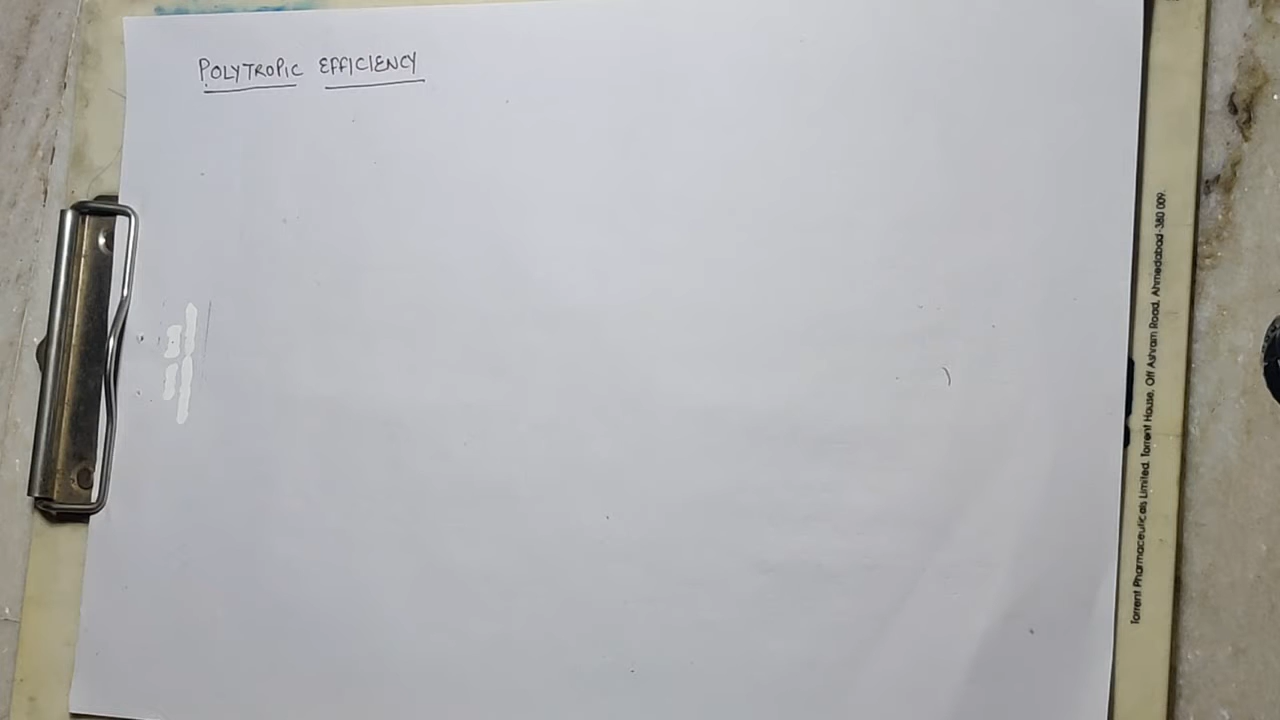 POLYTROPIC EFFICIENCY
Torrent Pharmaceuticals Limited, Torrent House, Off Ashram Road, Ahmedabad-380 009.